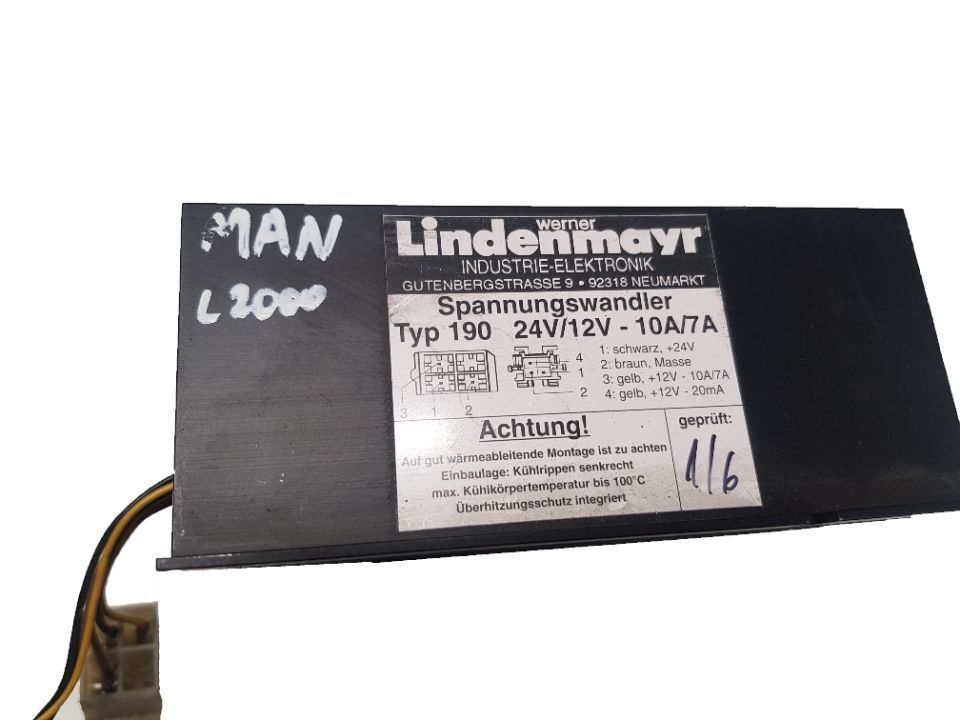 MAN
L2000
werner
Lindenmayr
INDUSTRIE-ELEKTRONIK
GUTENBERGSTRASSE 9 • 92318 NEUMARKT
Spannungswandler
Typ 190 24V/12V - 10A/7A
1: schwarz, +24V
2: braun, Masse
3: gelb, +12V - 10A/7A
4: gelb, +12V - 20mA
4
1
2
3 1 2
Achtung!
Auf gut wärmeableitende Montage ist zu achten
Einbaulage: Kühlrippen senkrecht
max. Kühlkörpertemperatur bis 100°C
Überhitzungsschutz integriert
geprüft:
1/6